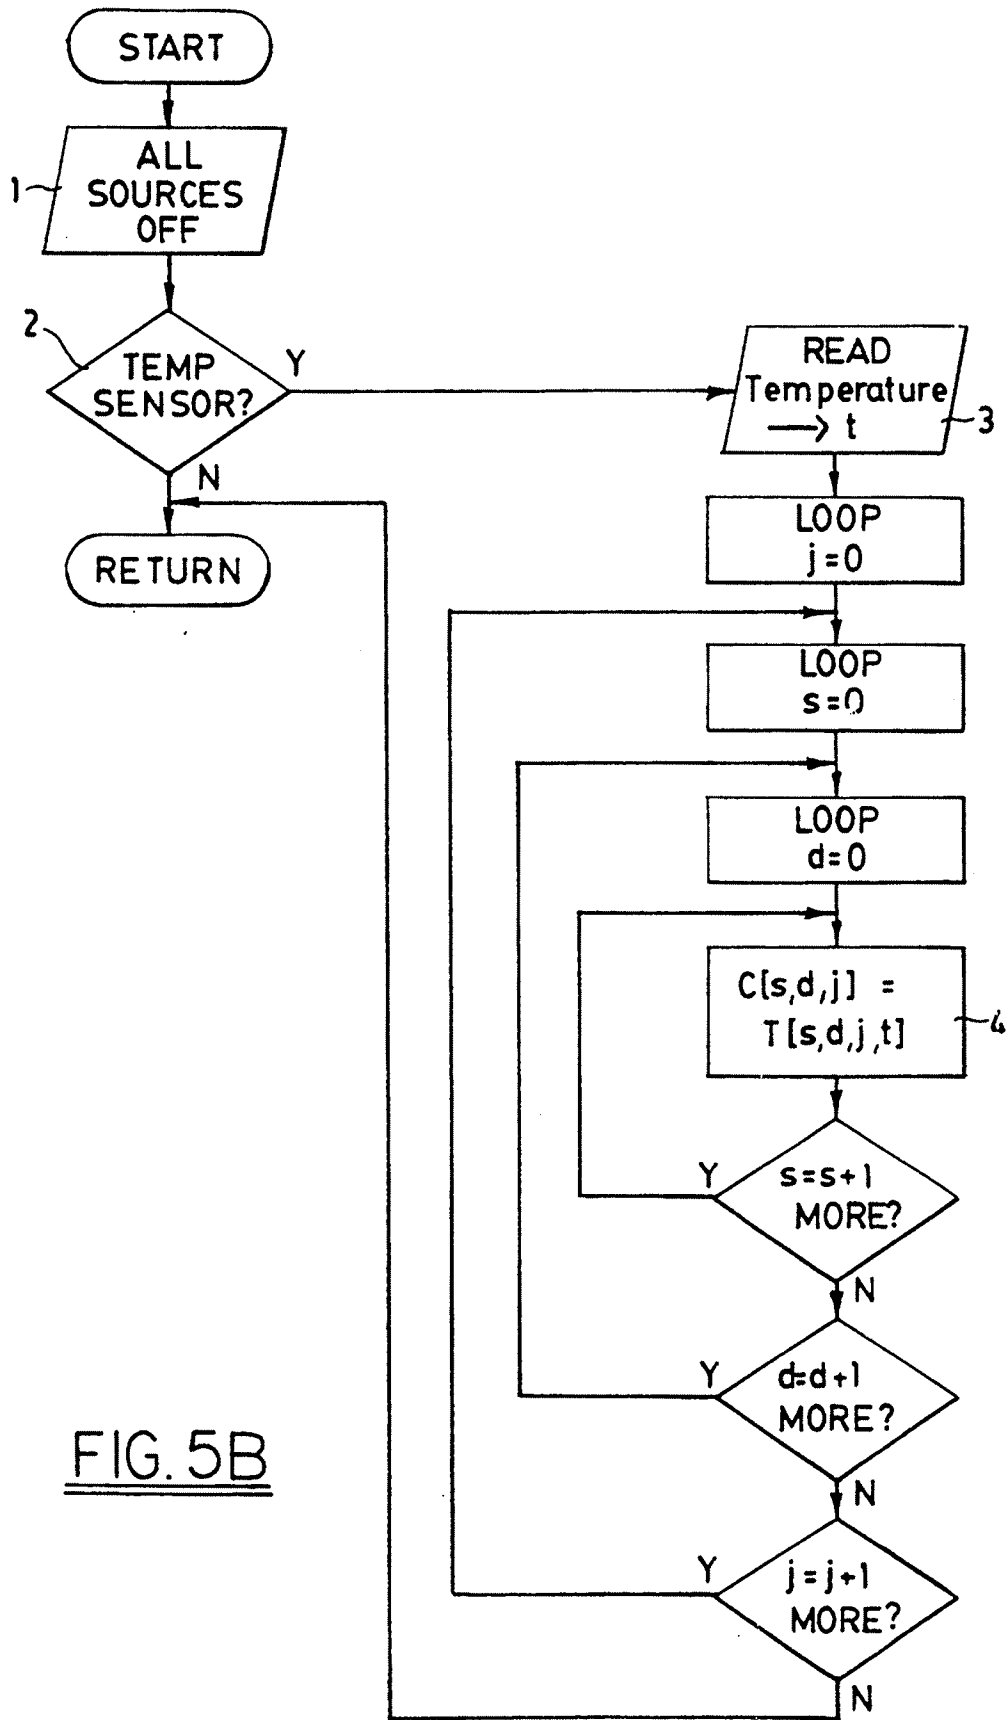 START
1
ALL
SOURCES
OFF
2
TEMP
SENSOR?
Y
N
RETURN
READ
Temperature
→ t
3
LOOP
j=0
LOOP
s=0
LOOP
d=0
C[s,d,j] =
T[s,d,j,t]
4
s=s+1
MORE?
Y
N
d=d+1
MORE?
Y
N
j=j+1
MORE?
Y
N
FIG. 5B